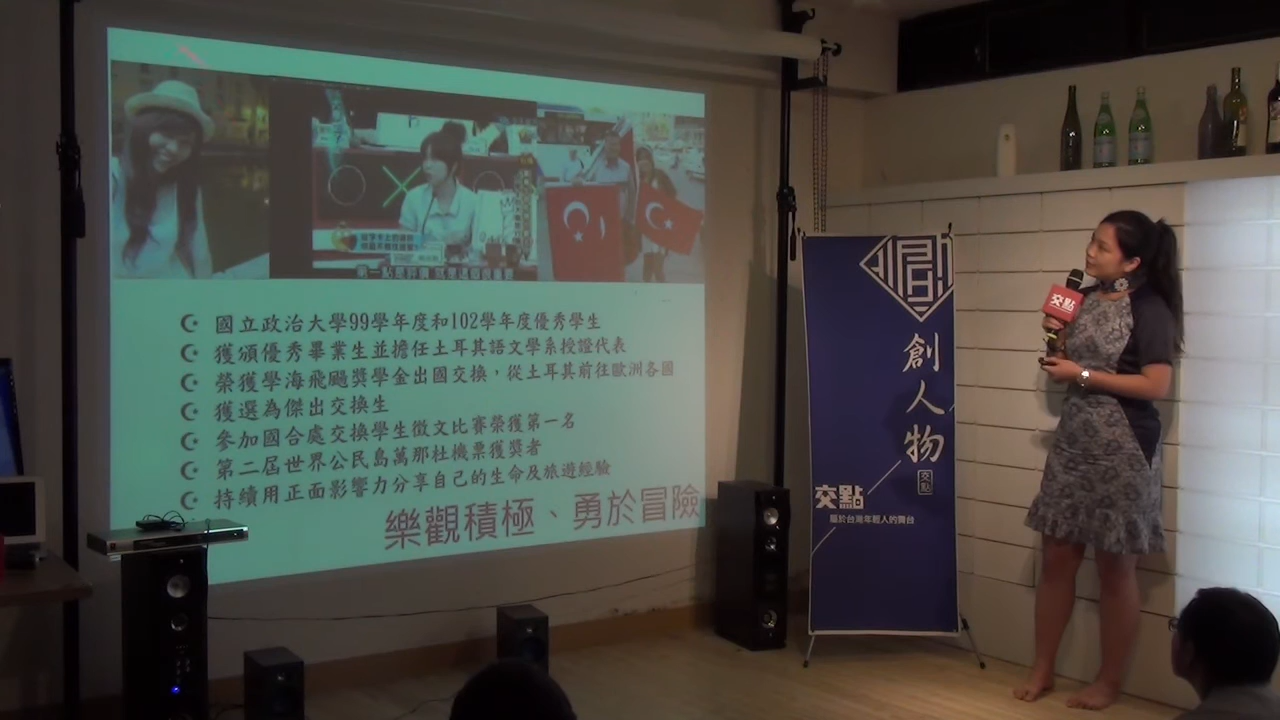 國立政治大學99學年度和102學年度優秀學生
獲頒優秀畢業生並擔任土耳其語文學系授證代表
榮獲學海飛颺獎學金出國交換，從土耳其前往歐洲各國
獲選為傑出交換生
參加國合處交換學生徵文比賽榮獲第一名
第二屆世界公民島萬那杜機票獲獎者
持續用正面影響力分享自己的生命及旅遊經驗
樂觀積極、勇於冒險
創人物
交點
交點
屬於台灣年輕人的舞台
交點